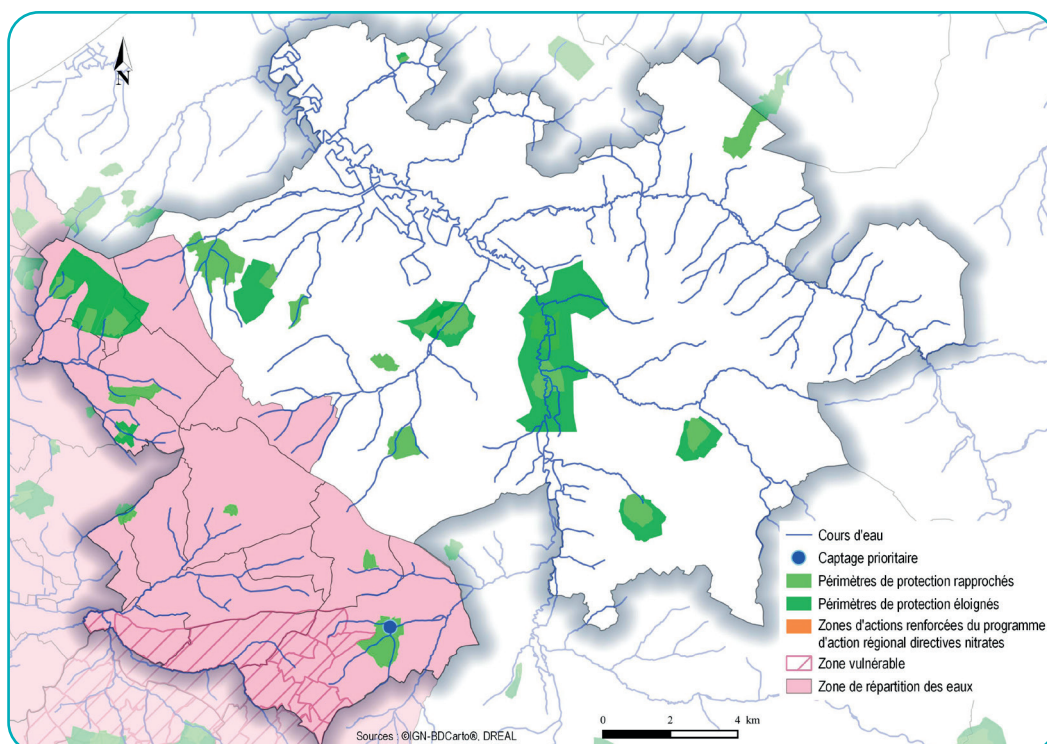 N
Cours d'eau
Captage prioritaire
Périmètres de protection rapprochés
Périmètres de protection éloignés
Zones d'actions renforcées du programme
d'action régional directives nitrates
Zone vulnérable
Zone de répartition des eaux
0 2 4 km
Sources : ©IGN-BDCarto®, DREAL